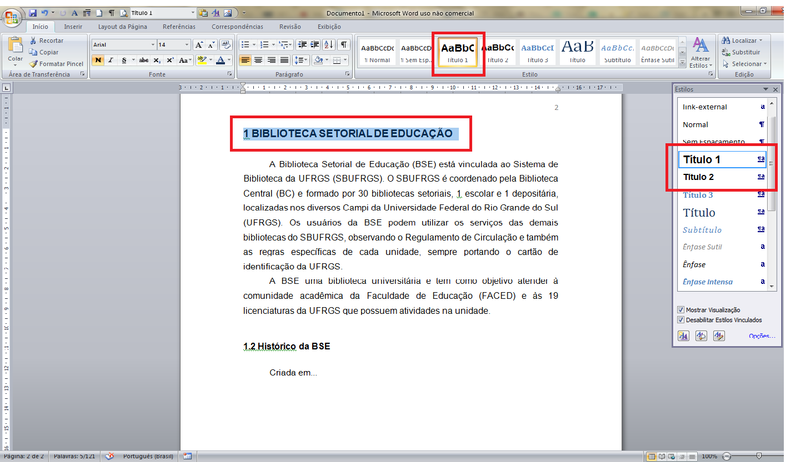 Título 1
Documento1 - Microsoft Word uso não comercial
Início Inserir Layout da Página Referências Correspondências Revisão Exibição
Colar
Recortar
Copiar
Formatar Pincel
Área de Transferência
Arial 14
Fonte
Parágrafo
AaBbCcDc AaBbCcDc AaBbC AaBbCc AaBbCcI AaB AaBbCc. AaBbCcDc
¶ Normal ¶ Sem Esp... Título 1 Título 2 Título 3 Título Subtítulo Ênfase Sutil
Alterar Estilos
Estilo
Localizar
Substituir
Selecionar
Edição
2
1 BIBLIOTECA SETORIAL DE EDUCAÇÃO
A Biblioteca Setorial de Educação (BSE) está vinculada ao Sistema de
Biblioteca da UFRGS (SBUFRGS). O SBUFRGS é coordenado pela Biblioteca
Central (BC) e formado por 30 bibliotecas setoriais, 1 escolar e 1 depositária,
localizadas nos diversos Campi da Universidade Federal do Rio Grande do Sul
(UFRGS). Os usuários da BSE podem utilizar os serviços das demais
bibliotecas do SBUFRGS, observando o Regulamento de Circulação e também
as regras específicas de cada unidade, sempre portando o cartão de
identificação da UFRGS.
A BSE uma biblioteca universitária e tem como objetivo atender à
comunidade acadêmica da Faculdade de Educação (FACED) e às 19
licenciaturas da UFRGS que possuem atividades na unidade.
1.2 Histórico da BSE
Criada em...
Estilos
link-external
Normal
Sem Espaçamento
Título 1
Título 2
Título 3
Título
Subtítulo
Ênfase Sutil
Ênfase
Ênfase Intensa
Mostrar Visualização
Desabilitar Estilos Vinculados
Opções...
Página: 2 de 2 Palavras: 5/121 Português (Brasil) 100%